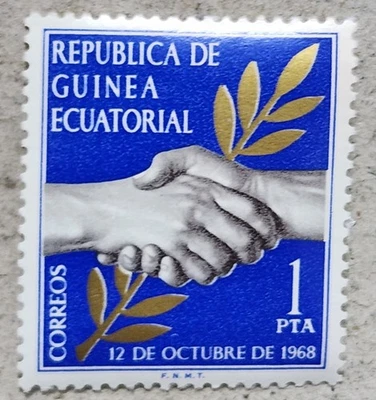 REPUBLICA DE
GUINEA
ECUATORIAL
CORREOS
1
PTA
12 DE OCTUBRE DE 1968
F.N.M.T.